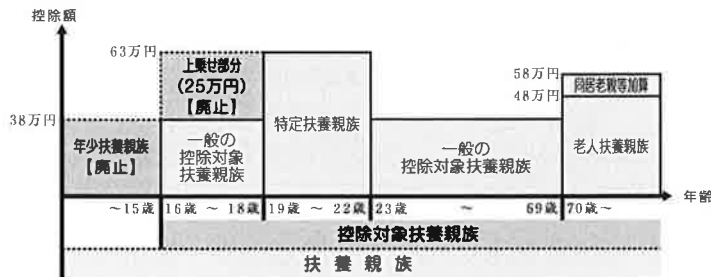 控除額
63万円
上乗せ部分
(25万円)
【廃止】
58万円
同居老親等加算
48万円
38万円
年少扶養親族
【廃止】
一般の
控除対象
扶養親族
特定扶養親族
一般の
控除対象扶養親族
老人扶養親族
年齢
～15歳
16歳 ～ 18歳
19歳 ～ 22歳
23歳 ～ 69歳
70歳～
控除対象扶養親族
扶養親族